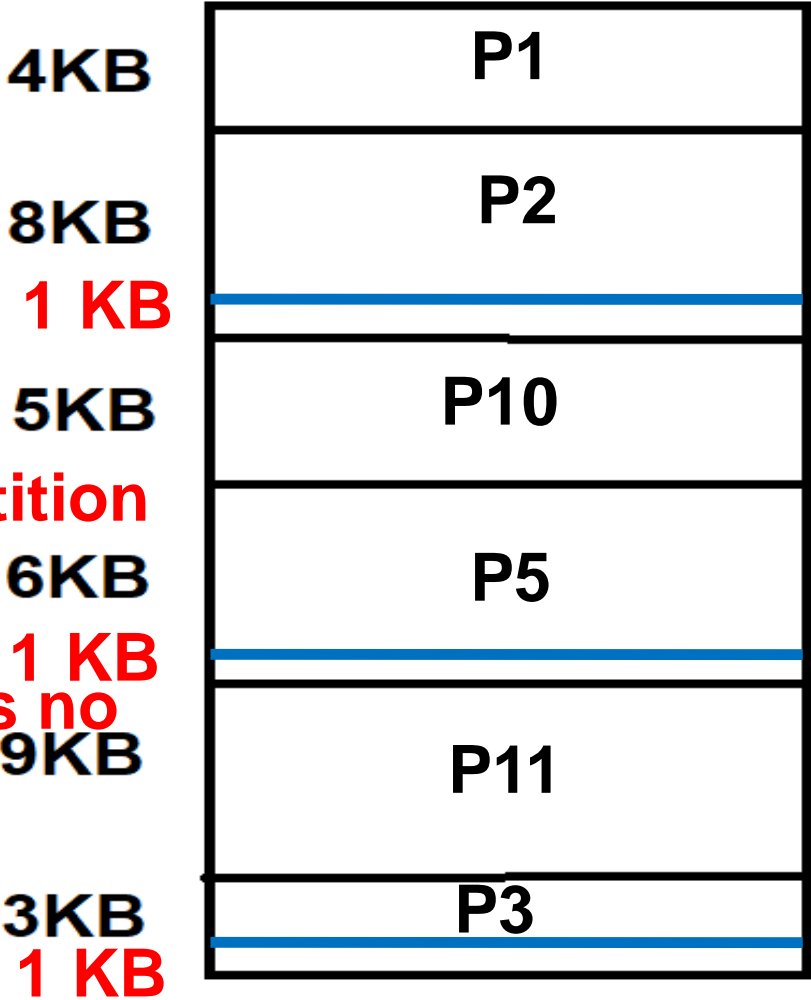 4KB P1
8KB P2
1 KB
5KB P10
tition
6KB P5
1 KB
s no
9KB P11
3KB P3
1 KB